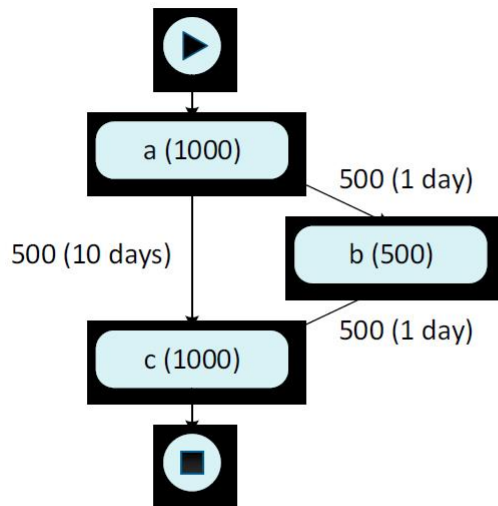 a (1000)
500 (1 day)
500 (10 days)
b (500)
500 (1 day)
c (1000)